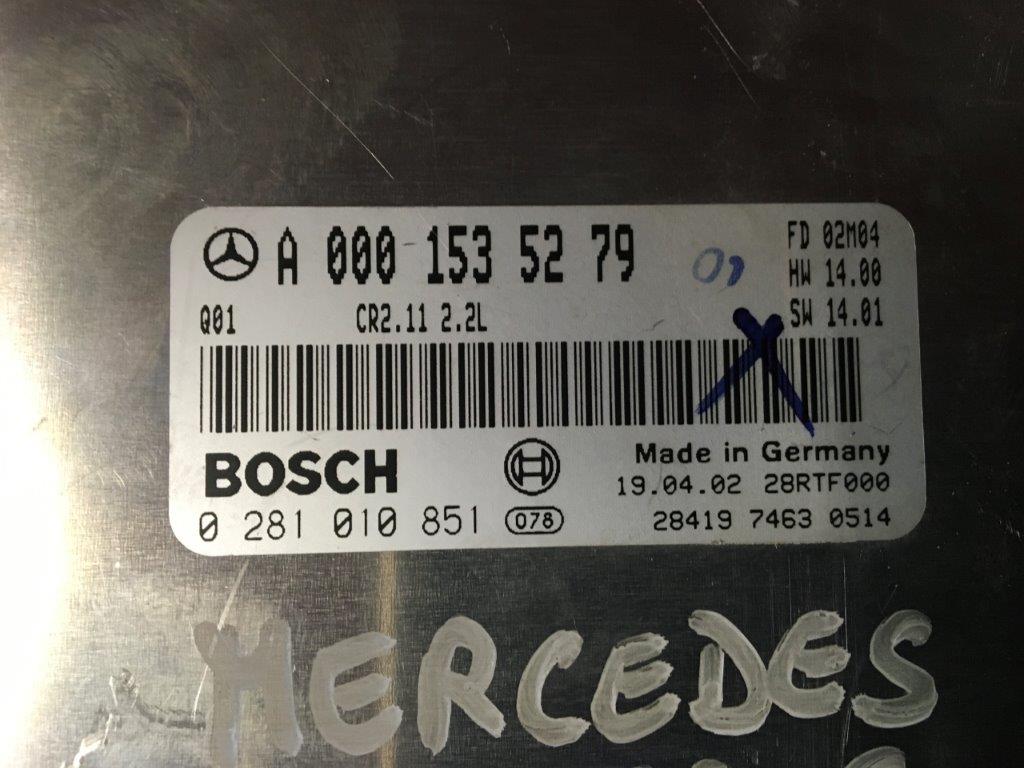 A 000 153 52 79
FD 02M04
HW 14.00
Q01 CR2.11 2.2L SW 14.01
BOSCH
Made in Germany
19.04.02 28RTF000
0 281 010 851 078 28419 7463 0514
MERCEDES